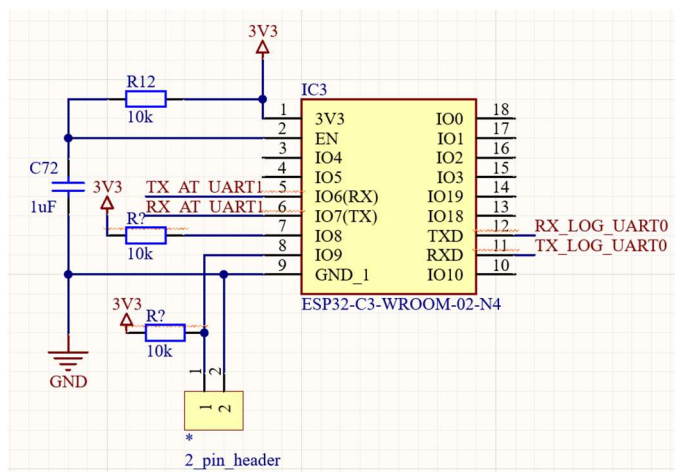 3V3
R12
10k
IC3
1 3V3 IO0 18
2 EN IO1 17
3 IO4 IO2 16
4 IO5 IO3 15
5 IO6(RX) IO19 14
6 IO7(TX) IO18 13
7 IO8 TXD 12
8 IO9 RXD 11
9 GND_1 IO10 10
ESP32-C3-WROOM-02-N4
C72
1uF
TX_AT_UART1
RX_AT_UART1
3V3
R?
10k
RX_LOG_UART0
TX_LOG_UART0
3V3
R?
10k
GND
1 2
1 2
*
2_pin_header